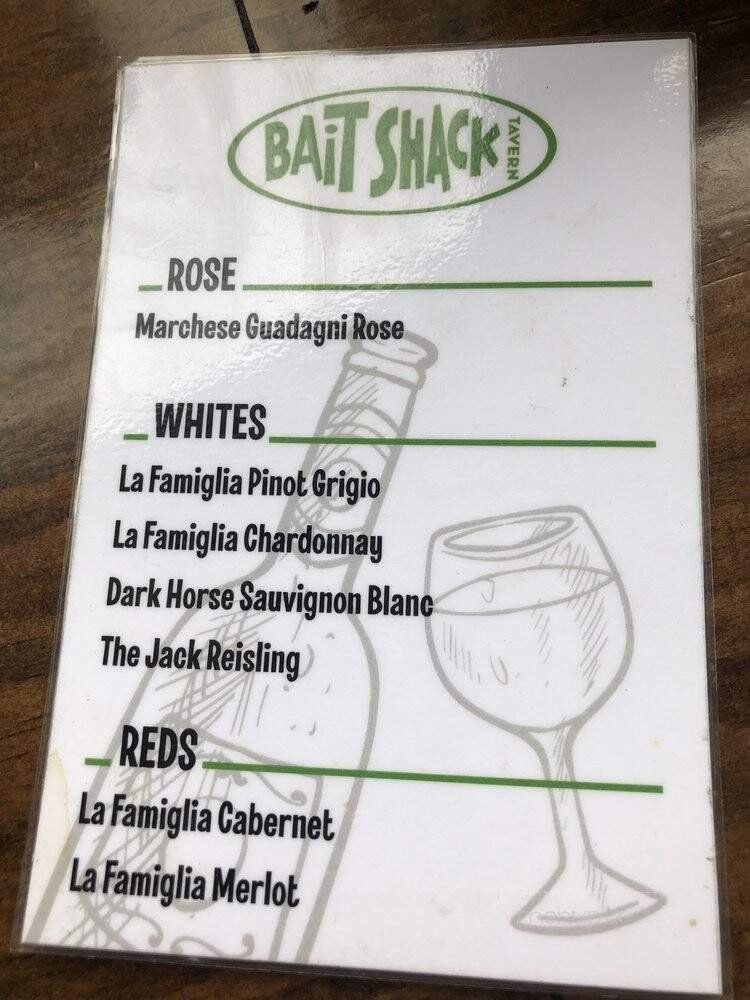 BAiT SHACK TAVERN
ROSE
Marchese Guadagni Rose
WHITES
La Famiglia Pinot Grigio
La Famiglia Chardonnay
Dark Horse Sauvignon Blanc
The Jack Reisling
REDS
La Famiglia Cabernet
La Famiglia Merlot